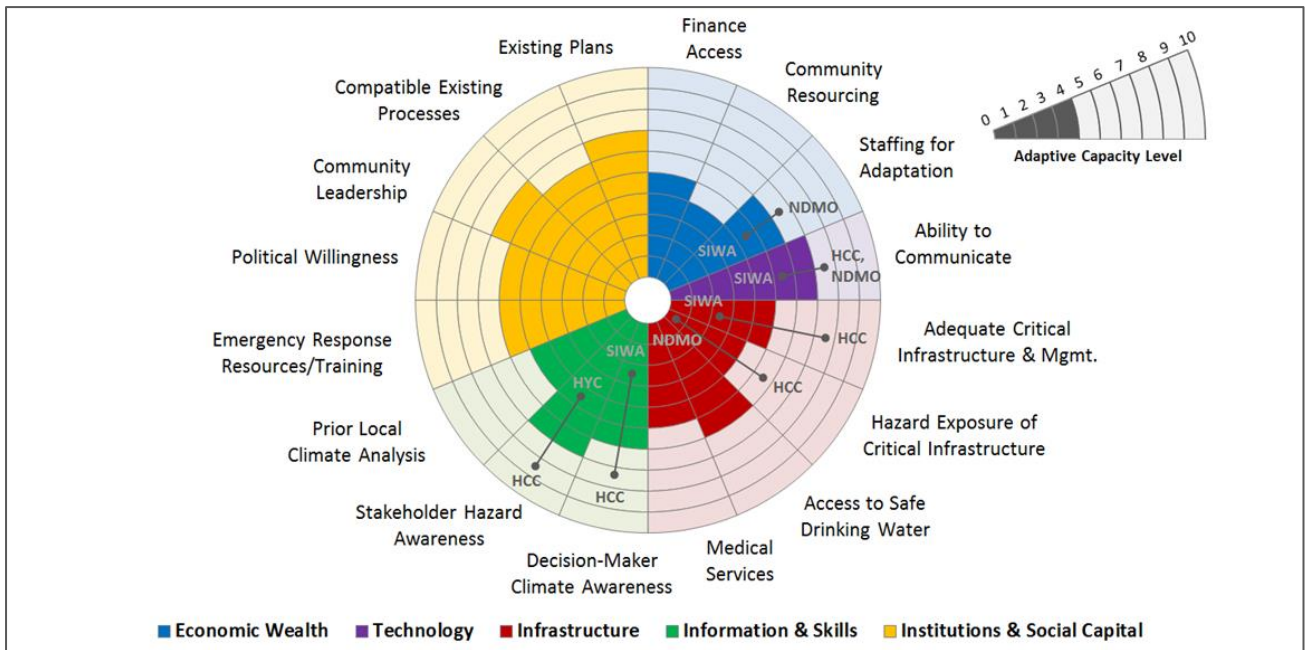 Finance
Access
Existing Plans
Community
Resourcing
Compatible Existing
Processes
0 1 2 3 4 5 6 7 8 9 10
Adaptive Capacity Level
Staffing for
Adaptation
Community
Leadership
NDMO
SIWA
Ability to
Communicate
Political Willingness
HCC,
NDMO
SIWA
SIWA
HCC
Adequate Critical
Infrastructure & Mgmt.
Emergency Response
Resources/Training
NDMO
SIWA
HCC
HYC
Hazard Exposure of
Critical Infrastructure
Prior Local
Climate Analysis
HCC
HCC
Access to Safe
Drinking Water
Stakeholder Hazard
Awareness
Medical
Services
Decision-Maker
Climate Awareness
Economic Wealth Technology Infrastructure Information & Skills Institutions & Social Capital